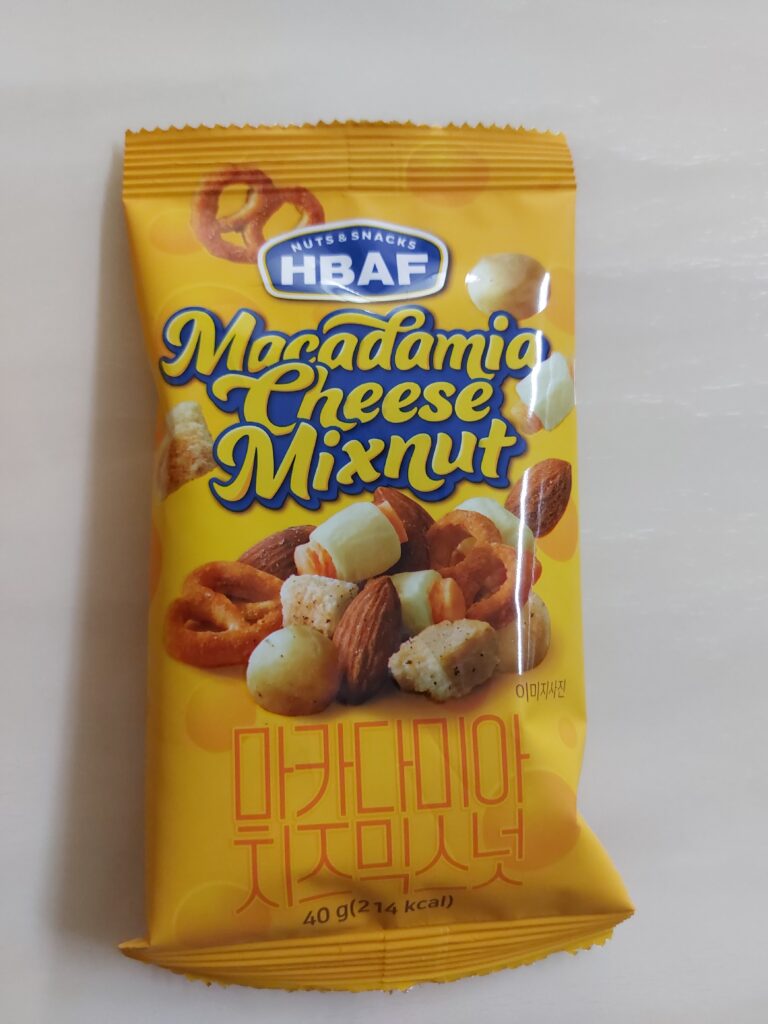 NUTS & SNACKS
HBAF
Macadamia
Cheese
Mixnut
이미지사진
마카다미아
치즈믹스넛
40 g(214 kcal)